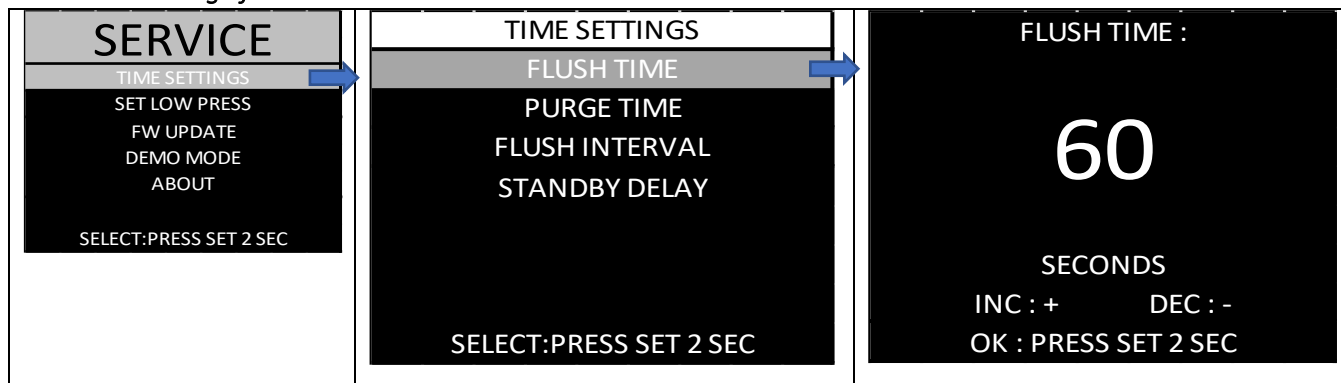 SERVICE
TIME SETTINGS
SET LOW PRESS
FW UPDATE
DEMO MODE
ABOUT
SELECT:PRESS SET 2 SEC
TIME SETTINGS
FLUSH TIME
PURGE TIME
FLUSH INTERVAL
STANDBY DELAY
SELECT:PRESS SET 2 SEC
FLUSH TIME :
60
SECONDS
INC : + DEC : -
OK : PRESS SET 2 SEC